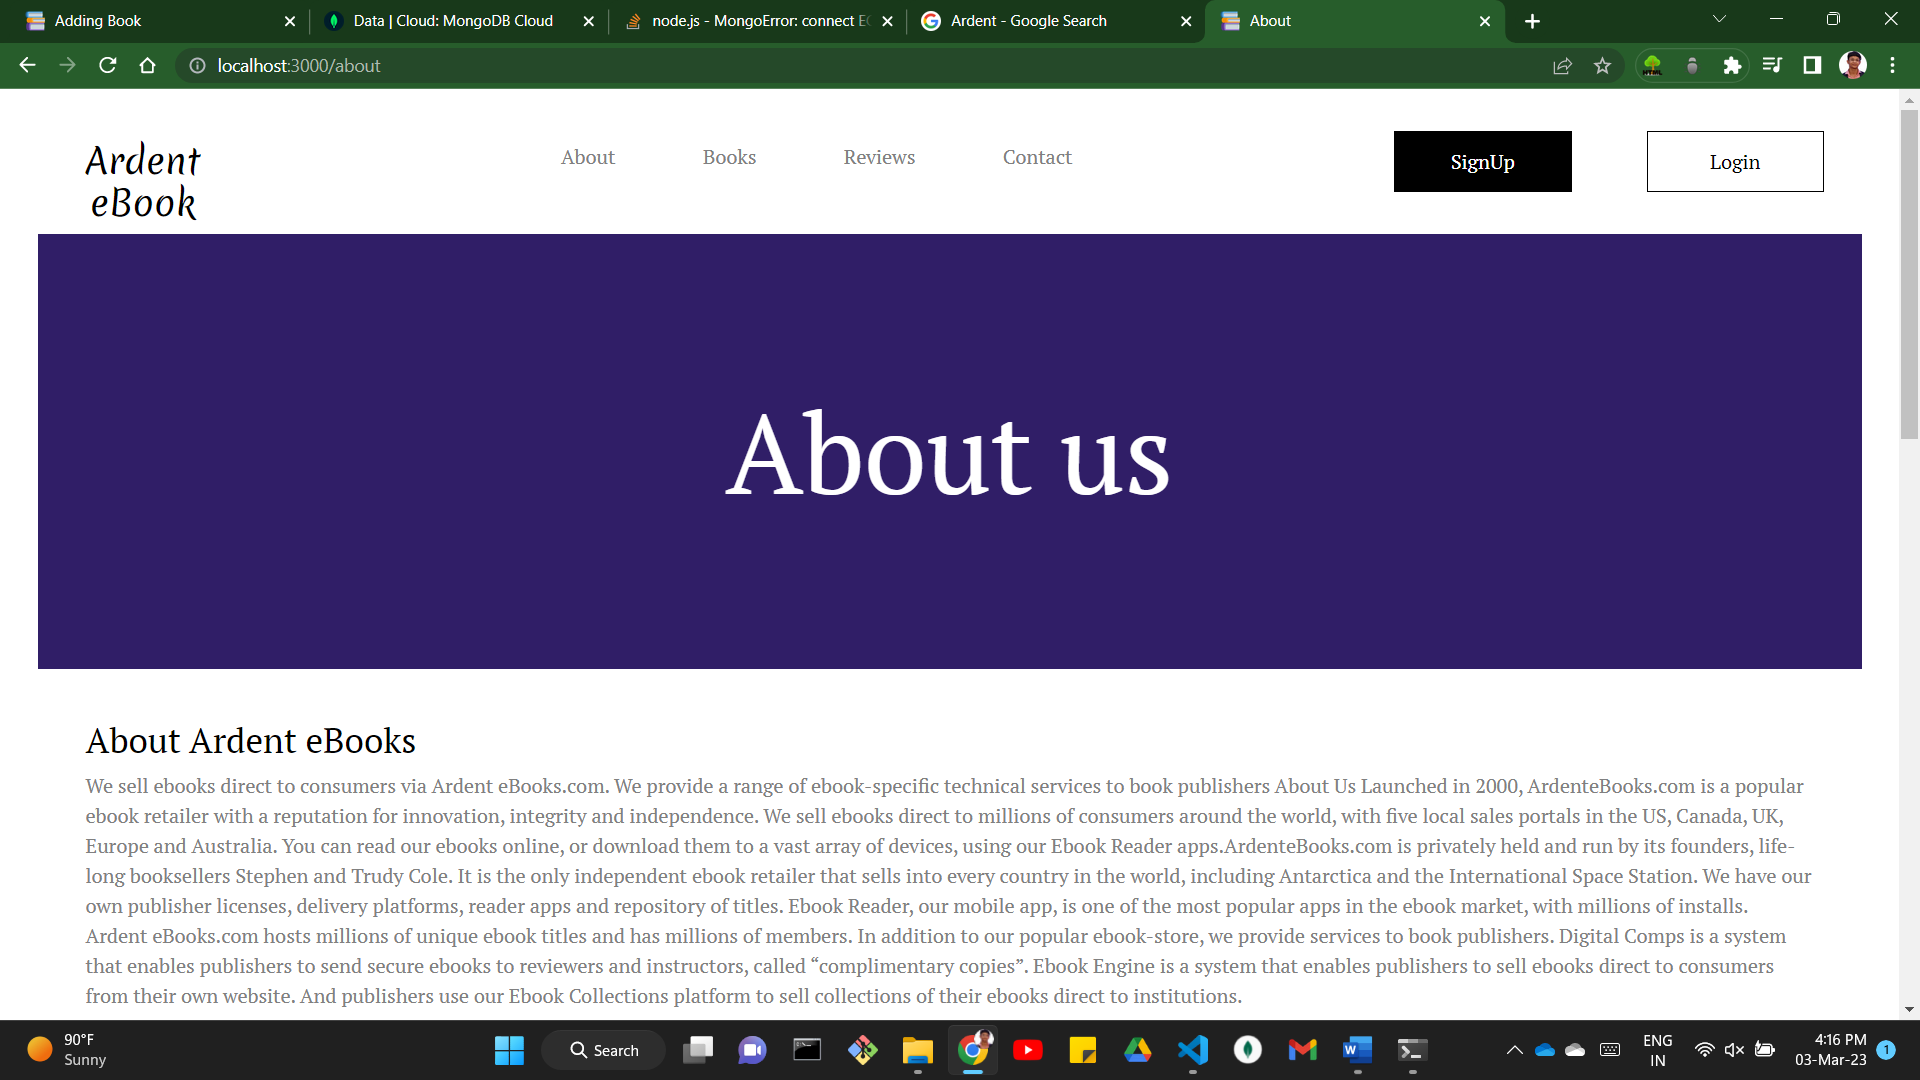 Adding Book
Data | Cloud: MongoDB Cloud
node.js - MongoError: connect EC
Ardent - Google Search
About
localhost:3000/about
Ardent
eBook
About
Books
Reviews
Contact
SignUp
Login
About us
About Ardent eBooks
We sell ebooks direct to consumers via Ardent eBooks.com. We provide a range of ebook-specific technical services to book publishers About Us Launched in 2000, ArdenteBooks.com is a popular
ebook retailer with a reputation for innovation, integrity and independence. We sell ebooks direct to millions of consumers around the world, with five local sales portals in the US, Canada, UK,
Europe and Australia. You can read our ebooks online, or download them to a vast array of devices, using our Ebook Reader apps.ArdenteBooks.com is privately held and run by its founders, life-
long booksellers Stephen and Trudy Cole. It is the only independent ebook retailer that sells into every country in the world, including Antarctica and the International Space Station. We have our
own publisher licenses, delivery platforms, reader apps and repository of titles. Ebook Reader, our mobile app, is one of the most popular apps in the ebook market, with millions of installs.
Ardent eBooks.com hosts millions of unique ebook titles and has millions of members. In addition to our popular ebook-store, we provide services to book publishers. Digital Comps is a system
that enables publishers to send secure ebooks to reviewers and instructors, called “complimentary copies”. Ebook Engine is a system that enables publishers to sell ebooks direct to consumers
from their own website. And publishers use our Ebook Collections platform to sell collections of their ebooks direct to institutions.
90°F
Sunny
Search
ENG
IN
4:16 PM
03-Mar-23
1